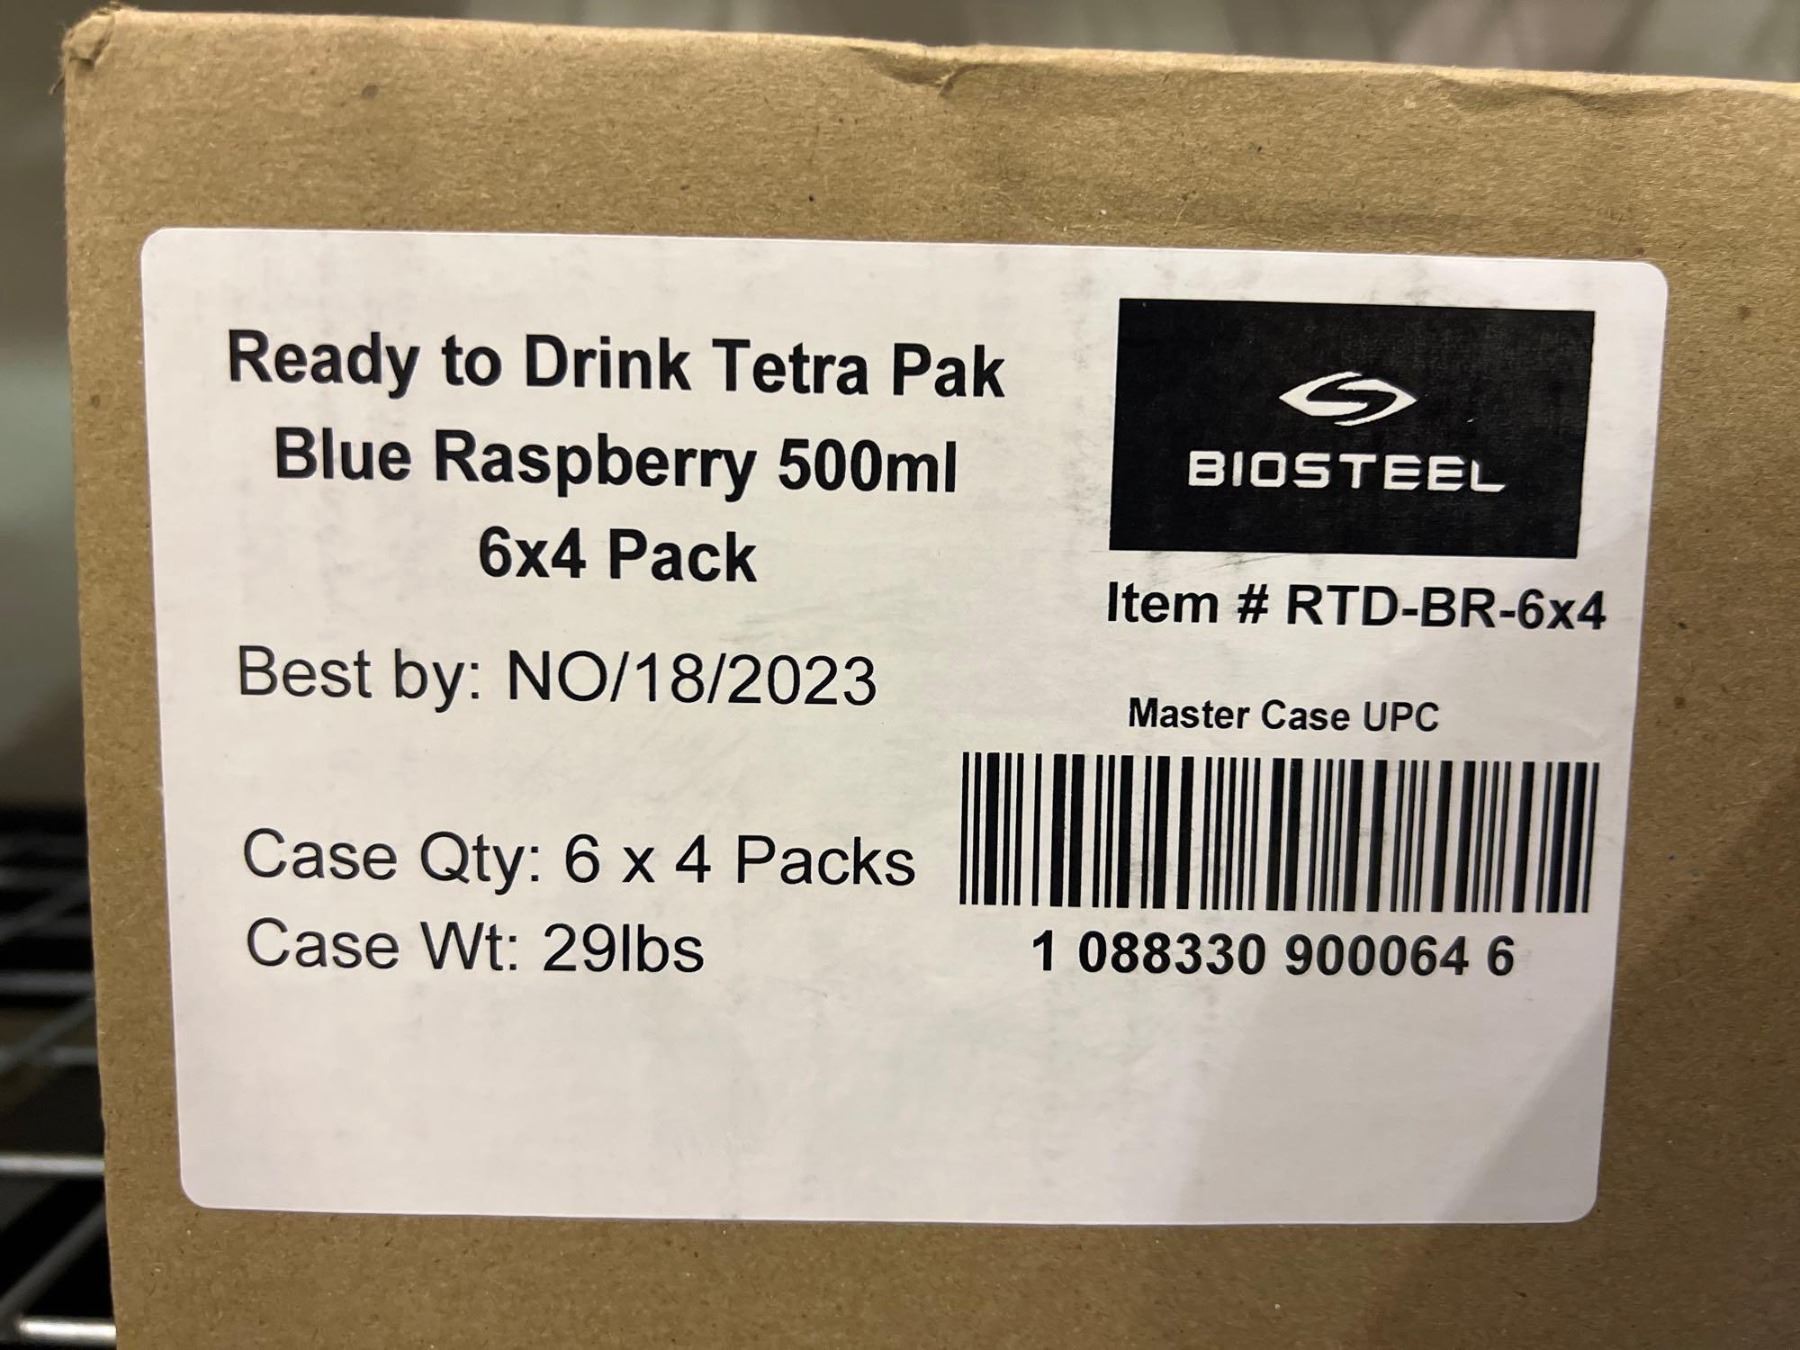 Ready to Drink Tetra Pak
Blue Raspberry 500ml
6x4 Pack
Best by: NO/18/2023
Case Qty: 6 x 4 Packs
Case Wt: 29lbs
BIOSTEEL
Item # RTD-BR-6x4
Master Case UPC
1 088330 900064 6